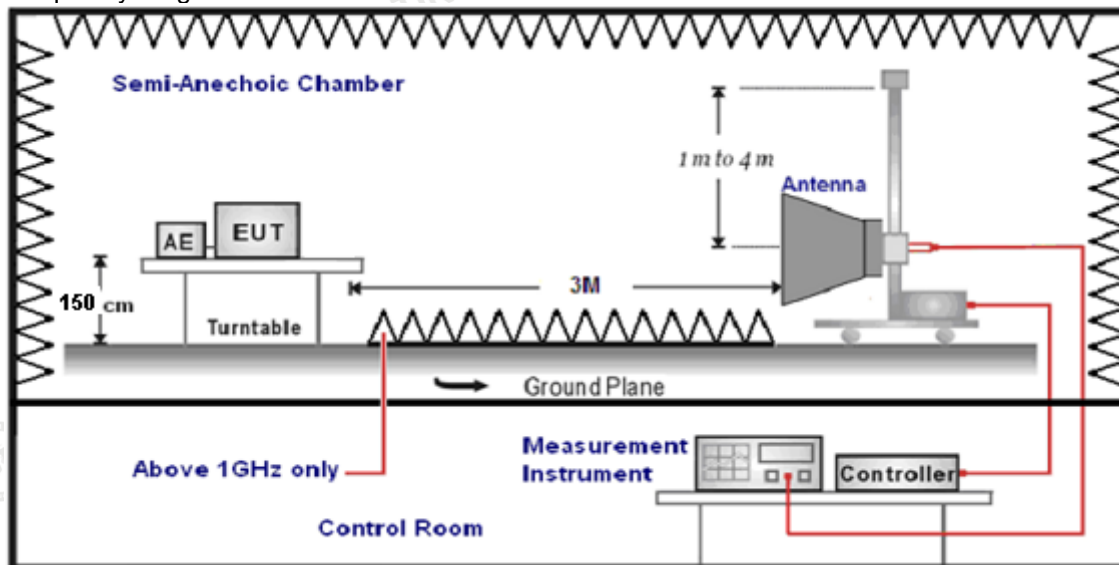 Semi-Anechoic Chamber
1 m to 4 m
Antenna
AE
EUT
150 cm
3M
Turntable
Ground Plane
Above 1GHz only
Measurement
Instrument
Controller
Control Room